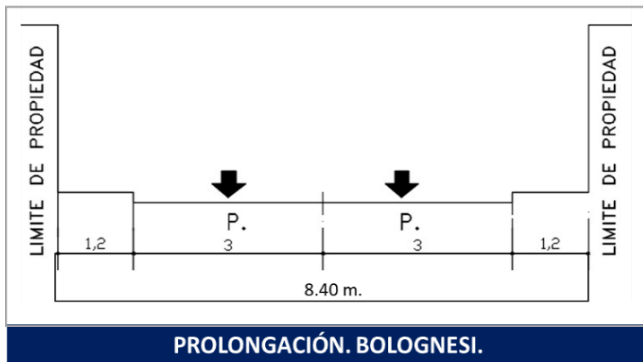 LIMITE DE PROPIEDAD
LIMITE DE PROPIEDAD
P. P.
1,2 3 3 1,2
8.40 m.
PROLONGACIÓN. BOLOGNESI.